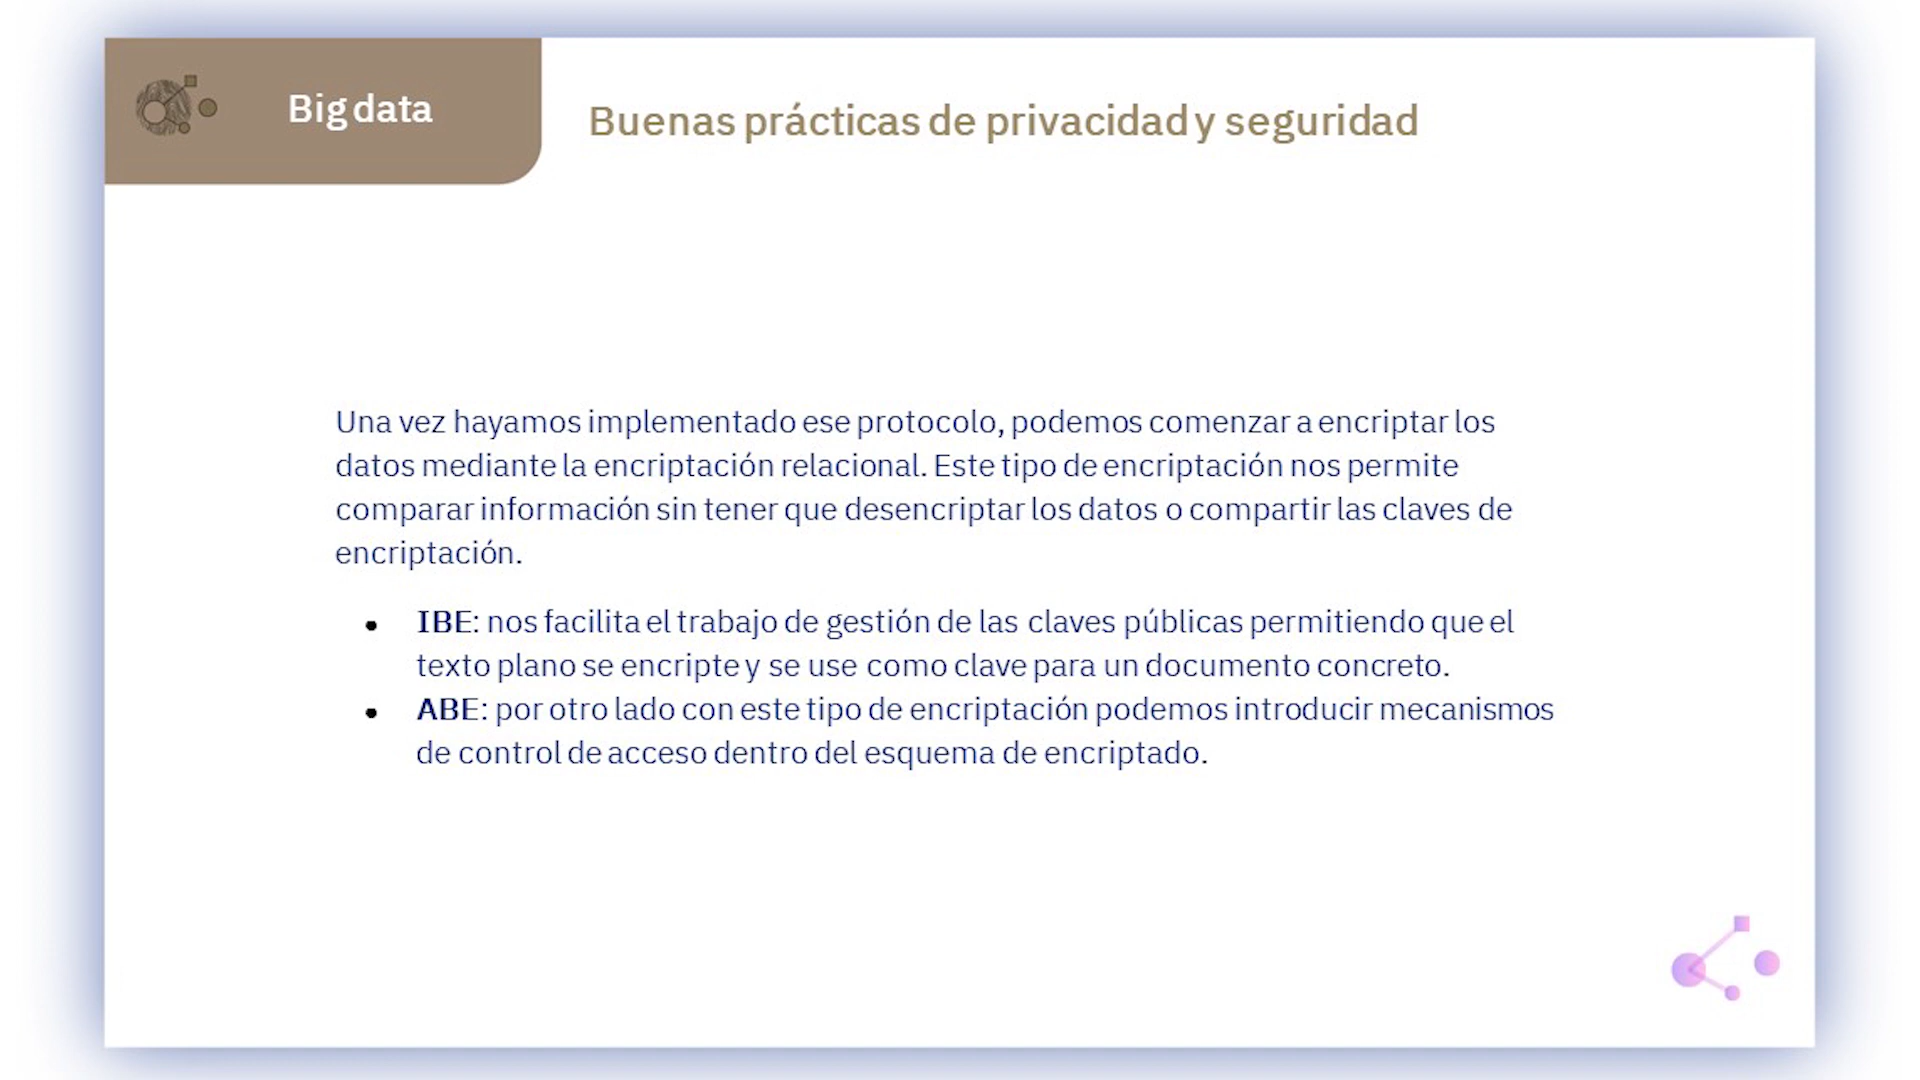 Big data
Buenas prácticas de privacidad y seguridad
Una vez hayamos implementado ese protocolo, podemos comenzar a encriptar los
datos mediante la encriptación relacional. Este tipo de encriptación nos permite
comparar información sin tener que desencriptar los datos o compartir las claves de
encriptación.
• IBE: nos facilita el trabajo de gestión de las claves públicas permitiendo que el
texto plano se encripte y se use como clave para un documento concreto.
• ABE: por otro lado con este tipo de encriptación podemos introducir mecanismos
de control de acceso dentro del esquema de encriptado.